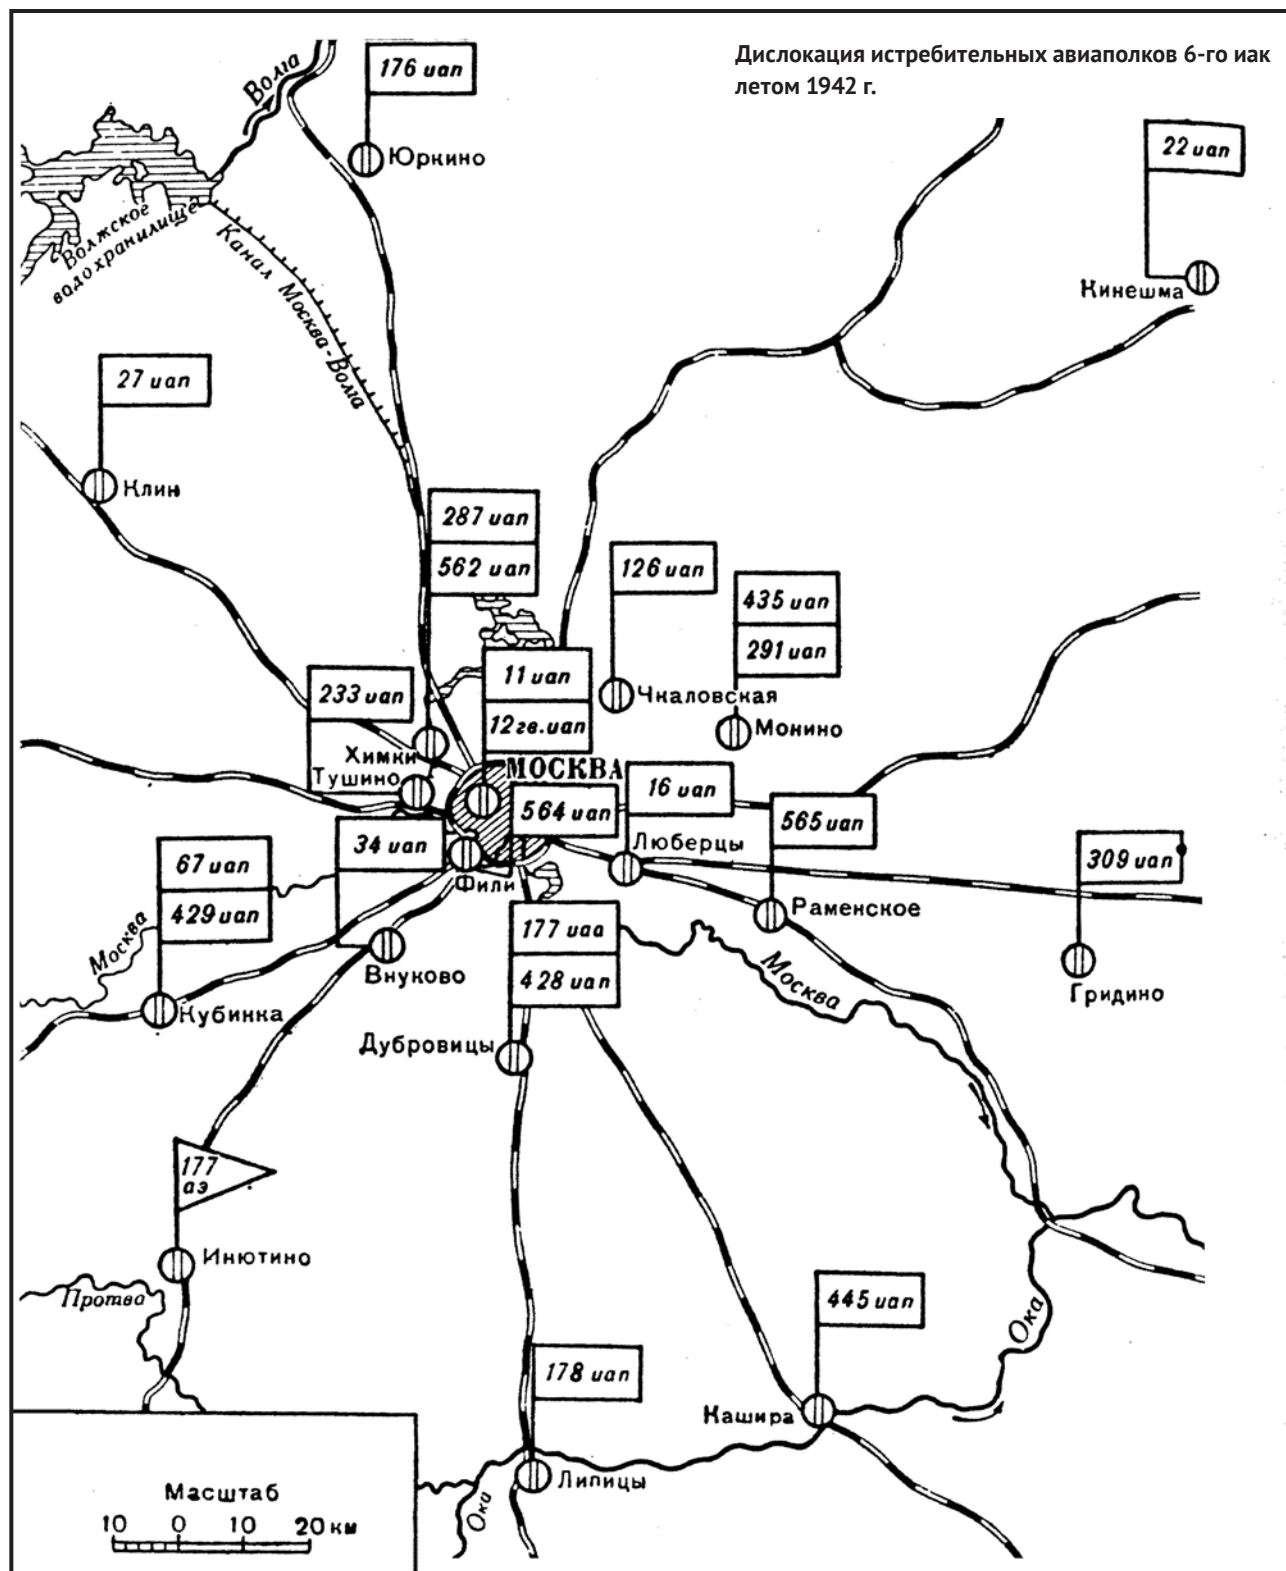 Дислокация истребительных авиаполков 6-го иак
летом 1942 г.
Волга
176 иап
Юркино
22 иап
Кинешма
Волжское
водохранилище
Канал Москва-Волга
27 иап
Клин
287 иап
562 иап
126 иап
435 иап
291 иап
11 иап
12гв.иап
233 иап
Чкаловская
Монино
Химки
Тушино
МОСКВА
16 иап
564 иап
565 иап
34 иап
Люберцы
67 иап
429 иап
309 иап
Фили
Раменское
Москва
177 иаа
428 иап
Внуково
Москва
Гридино
Кубинка
Дубровицы
177
аэ
Инютино
Протва
445 иап
Ока
178 иап
Кашира
Липицы
Ока
Масштаб
10 0 10 20 км